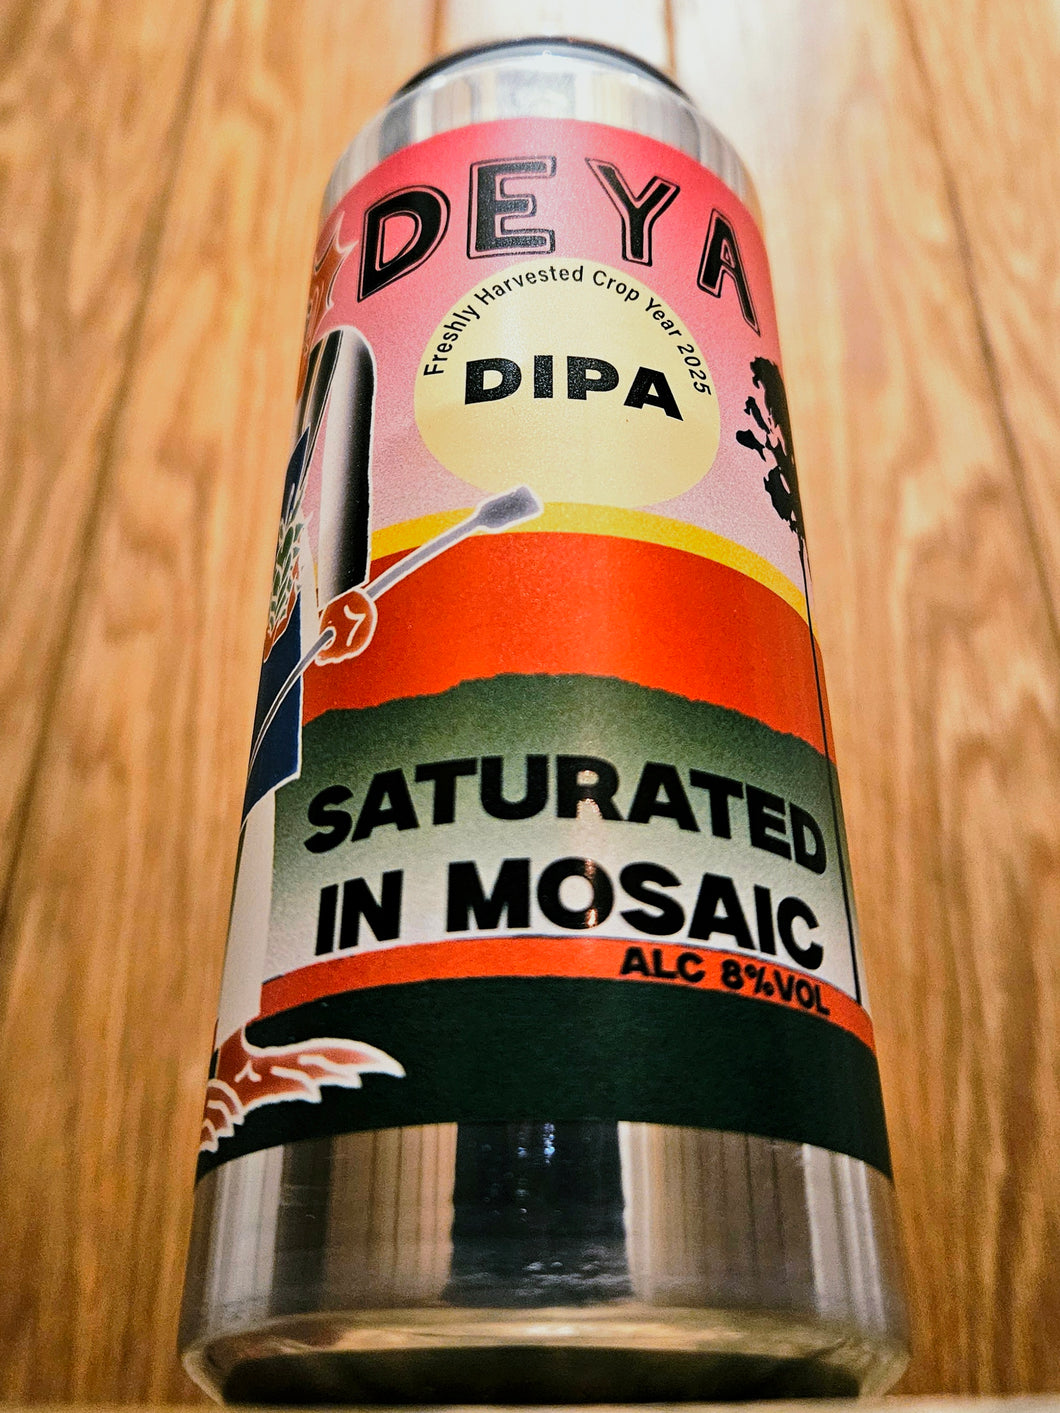 DEYA
Freshly Harvested Crop Year 2025
DIPA
SATURATED
IN MOSAIC
ALC 8%VOL